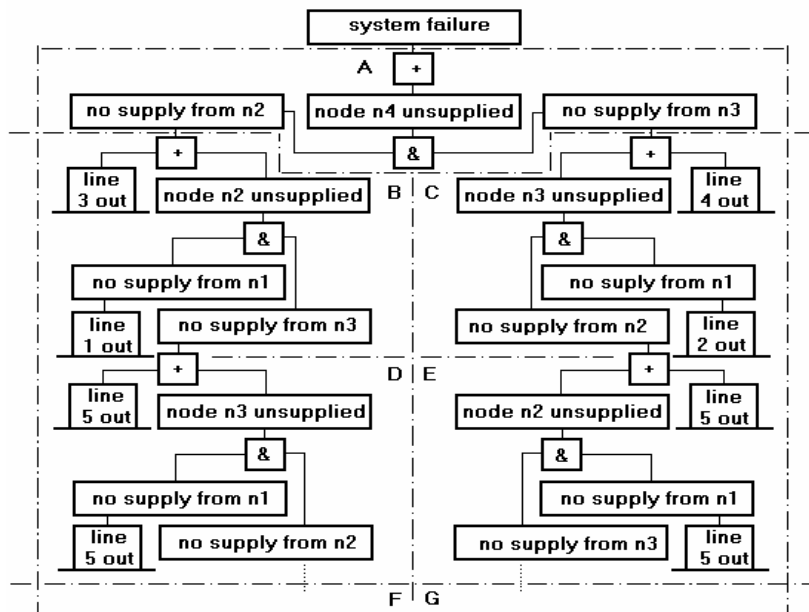 system failure
A
+
no supply from n2
node n4 unsupplied
no supply from n3
+
&
+
line
3 out
node n2 unsupplied
B
C
node n3 unsupplied
line
4 out
&
&
no supply from n1
no supply from n1
line
1 out
no supply from n3
no supply from n2
line
2 out
+
D
E
+
line
5 out
node n3 unsupplied
node n2 unsupplied
line
5 out
&
&
no supply from n1
no supply from n1
line
5 out
no supply from n2
no supply from n3
line
5 out
F
G